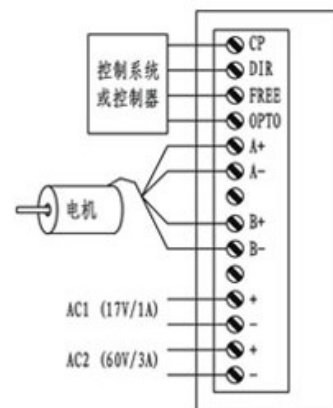 控制系统
或控制器
CP
DIR
FREE
OPTO
A+
A-
B+
B-
电机
AC1 (17V/1A)
+
-
AC2 (60V/3A)
+
-